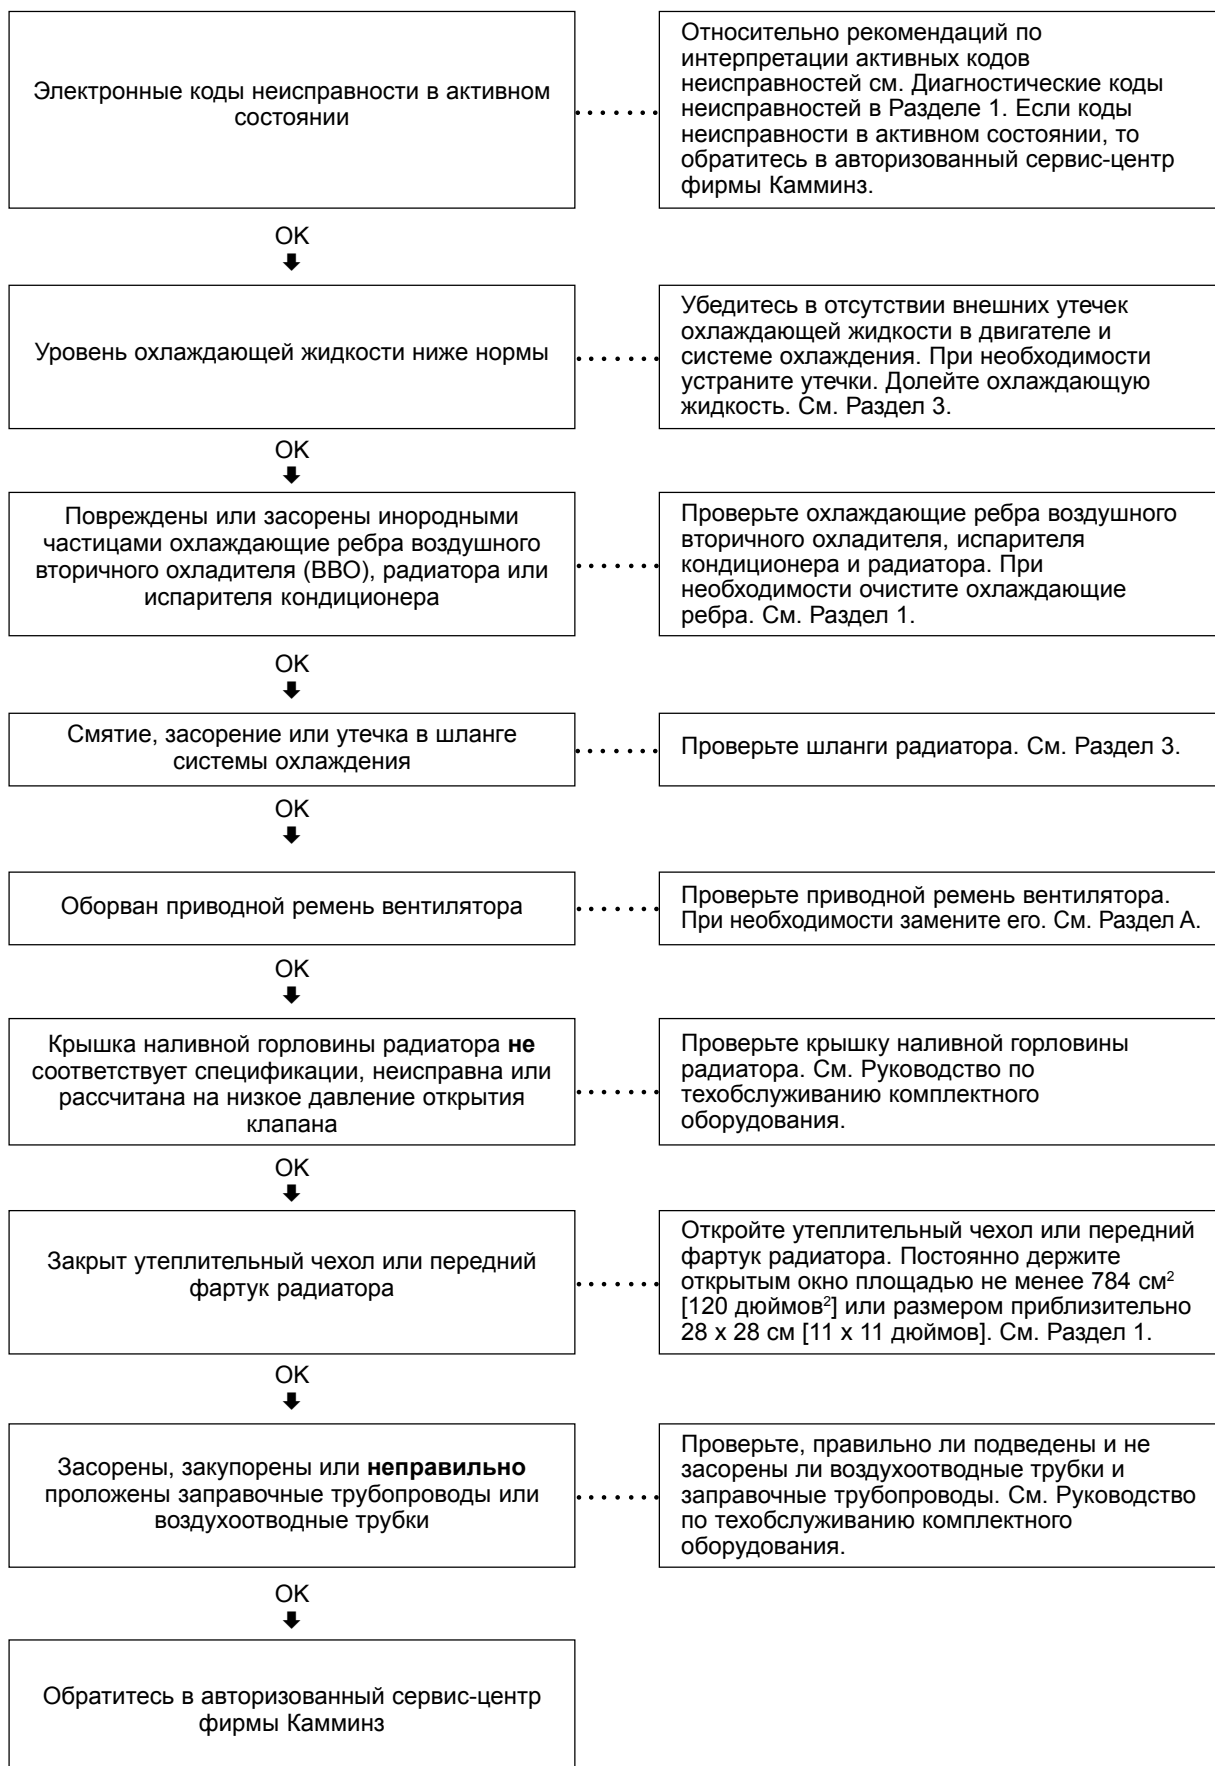 Электронные коды неисправности в активном
состоянии
Относительно рекомендаций по
интерпретации активных кодов
неисправностей см. Диагностические коды
неисправностей в Разделе 1. Если коды
неисправности в активном состоянии, то
обратитесь в авторизованный сервис-центр
фирмы Камминз.
OK
Уровень охлаждающей жидкости ниже нормы
Убедитесь в отсутствии внешних утечек
охлаждающей жидкости в двигателе и
системе охлаждения. При необходимости
устраните утечки. Долейте охлаждающую
жидкость. См. Раздел 3.
OK
Повреждены или засорены инородными
частицами охлаждающие ребра воздушного
вторичного охладителя (ВВО), радиатора или
испарителя кондиционера
Проверьте охлаждающие ребра воздушного
вторичного охладителя, испарителя
кондиционера и радиатора. При
необходимости очистите охлаждающие
ребра. См. Раздел 1.
OK
Смятие, засорение или утечка в шланге
системы охлаждения
Проверьте шланги радиатора. См. Раздел 3.
OK
Оборван приводной ремень вентилятора
Проверьте приводной ремень вентилятора.
При необходимости замените его. См. Раздел А.
OK
Крышка наливной горловины радиатора не
соответствует спецификации, неисправна или
рассчитана на низкое давление открытия
клапана
Проверьте крышку наливной горловины
радиатора. См. Руководство по
техобслуживанию комплектного
оборудования.
OK
Закрыт утеплительный чехол или передний
фартук радиатора
Откройте утеплительный чехол или передний
фартук радиатора. Постоянно держите
открытым окно площадью не менее 784 см²
[120 дюймов²] или размером приблизительно
28 x 28 см [11 x 11 дюймов]. См. Раздел 1.
OK
Засорены, закупорены или неправильно
проложены заправочные трубопроводы или
воздухоотводные трубки
Проверьте, правильно ли подведены и не
засорены ли воздухоотводные трубки и
заправочные трубопроводы. См. Руководство
по техобслуживанию комплектного
оборудования.
OK
Обратитесь в авторизованный сервис-центр
фирмы Камминз